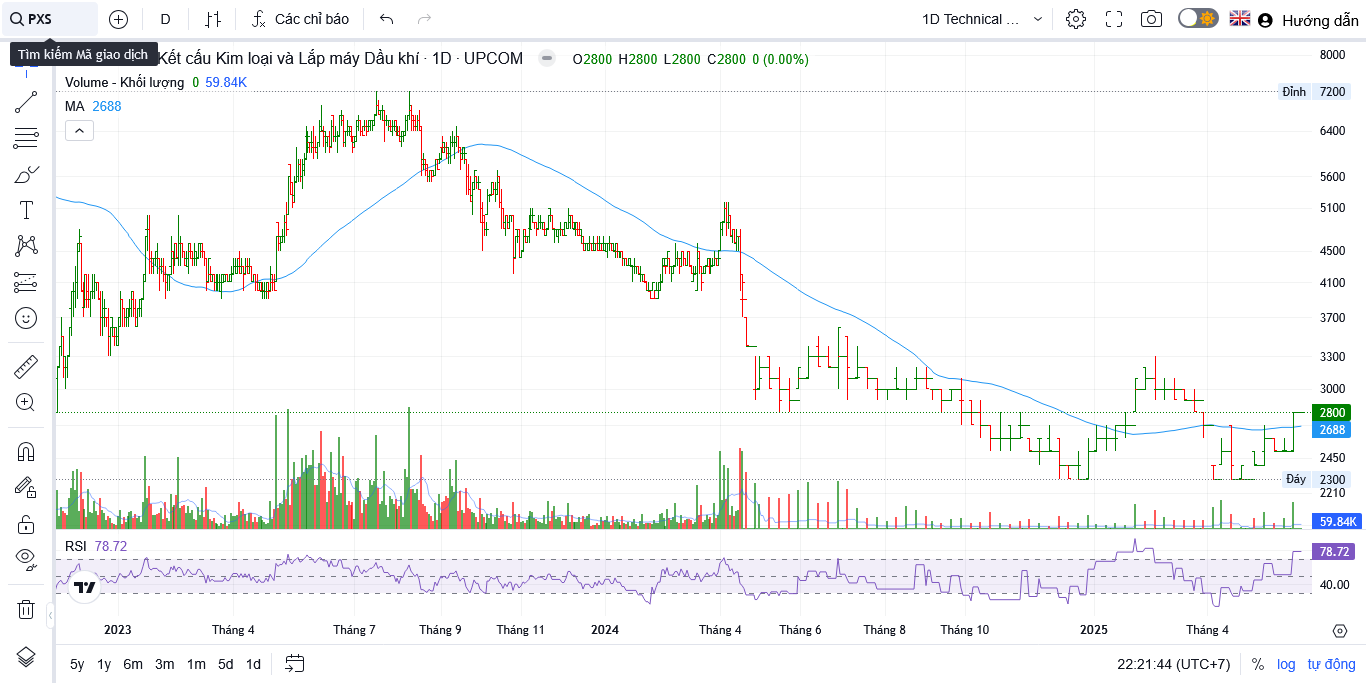 PXS
D
Các chỉ báo
1D Technical ...
Hướng dẫn
Tìm kiếm Mã giao dịch
Kết cấu Kim loại và Lắp máy Dầu khí · 1D · UPCOM
O2800 H2800 L2800 C2800 0 (0.00%)
Volume - Khối lượng 0 59.84K
MA 2688
8000
Đỉnh 7200
6400
5600
5100
4500
4100
3700
3300
3000
2800
2688
2450
Đáy 2300
2210
59.84K
RSI 78.72
78.72
40.00
2023 Tháng 4 Tháng 7 Tháng 9 Tháng 11 2024 Tháng 4 Tháng 6 Tháng 8 Tháng 10 2025 Tháng 4
5y 1y 6m 3m 1m 5d 1d
22:21:44 (UTC+7) % log tự động